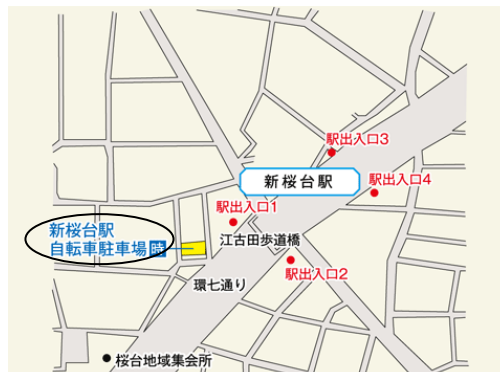 駅出入口3
新桜台駅
駅出入口4
駅出入口1
新桜台駅
自転車駐車場 時
江古田歩道橋
駅出入口2
環七通り
桜台地域集会所